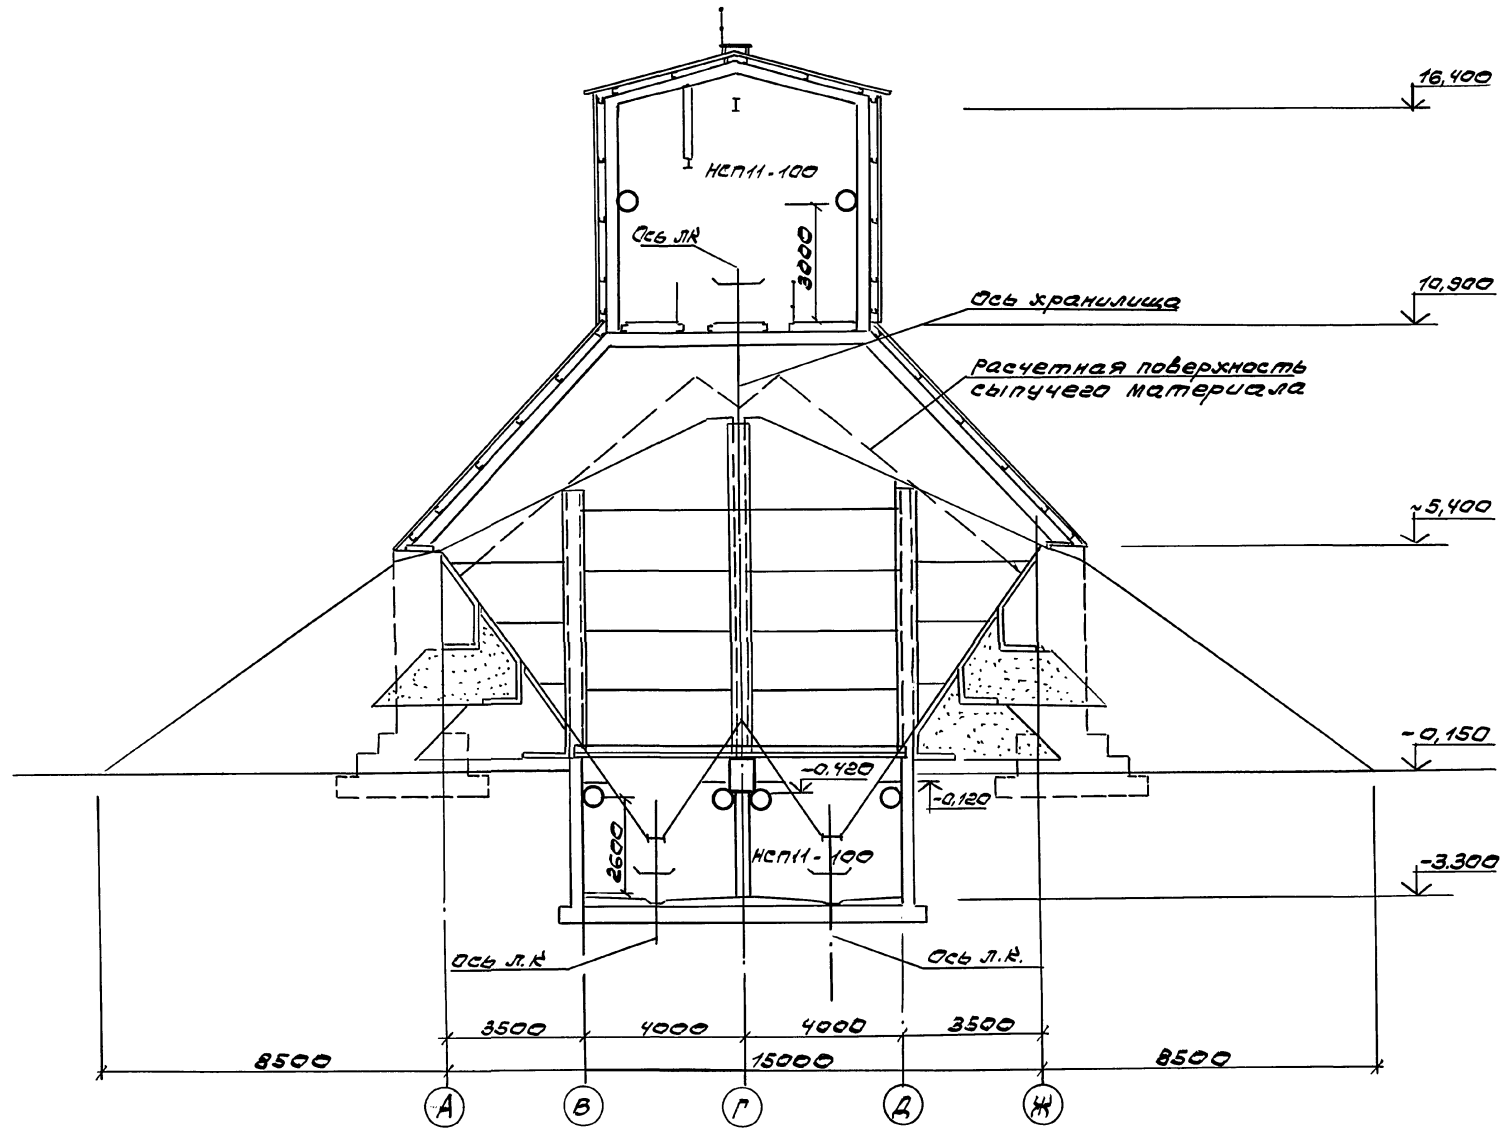 16,400
НСП11-100
Ось лк
3000
10,900
Ось хранилища
Расчетная поверхность
сыпучего материала
~5,400
-0,150
-0,420
-0,120
2600
НСП11-100
-3.300
Ось л.к
Ось л.к.
3500
4000
4000
3500
8500
15000
8500
А
В
Г
Д
Ж